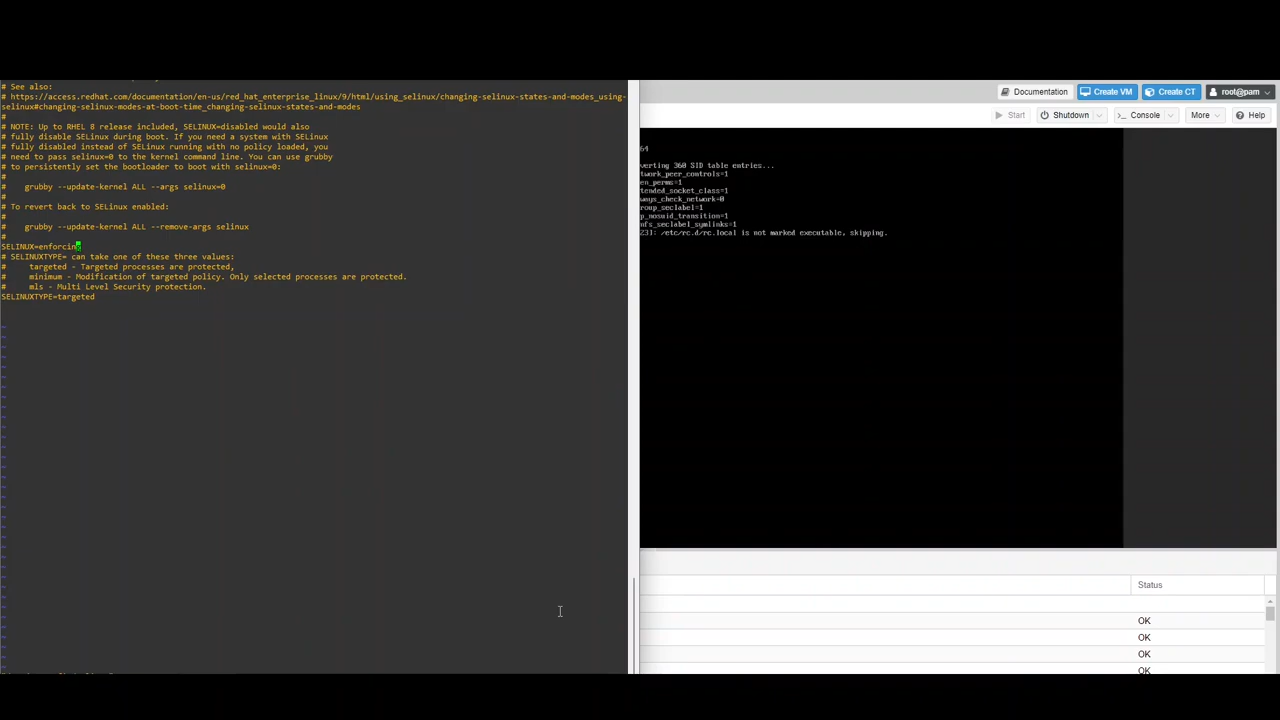 # See also:
# https://access.redhat.com/documentation/en-us/red_hat_enterprise_linux/9/html/using_selinux/changing-selinux-states-and-modes_using-
selinux#changing-selinux-modes-at-boot-time_changing-selinux-states-and-modes
#
# NOTE: Up to RHEL 8 release included, SELINUX=disabled would also
# fully disable SELinux during boot. If you need a system with SELinux
# fully disabled instead of SELinux running with no policy loaded, you
# need to pass selinux=0 to the kernel command line. You can use grubby
# to persistently set the bootloader to boot with selinux=0:
#
#    grubby --update-kernel ALL --args selinux=0
#
# To revert back to SELinux enabled:
#
#    grubby --update-kernel ALL --remove-args selinux
#
SELINUX=enforcing
# SELINUXTYPE= can take one of these three values:
#     targeted - Targeted processes are protected,
#     minimum - Modification of targeted policy. Only selected processes are protected.
#     mls - Multi Level Security protection.
SELINUXTYPE=targeted
Documentation Create VM Create CT root@pam
Start Shutdown Console More Help
64
verting 360 SID table entries...
twork_peer_controls=1
en_perms=1
tended_socket_class=1
ways_check_network=0
roup_seclabel=1
p_nosuid_transition=1
nfs_seclabel_symlinks=1
231: /etc/rc.d/rc.local is not marked executable, skipping.
Status
OK
OK
OK
OK